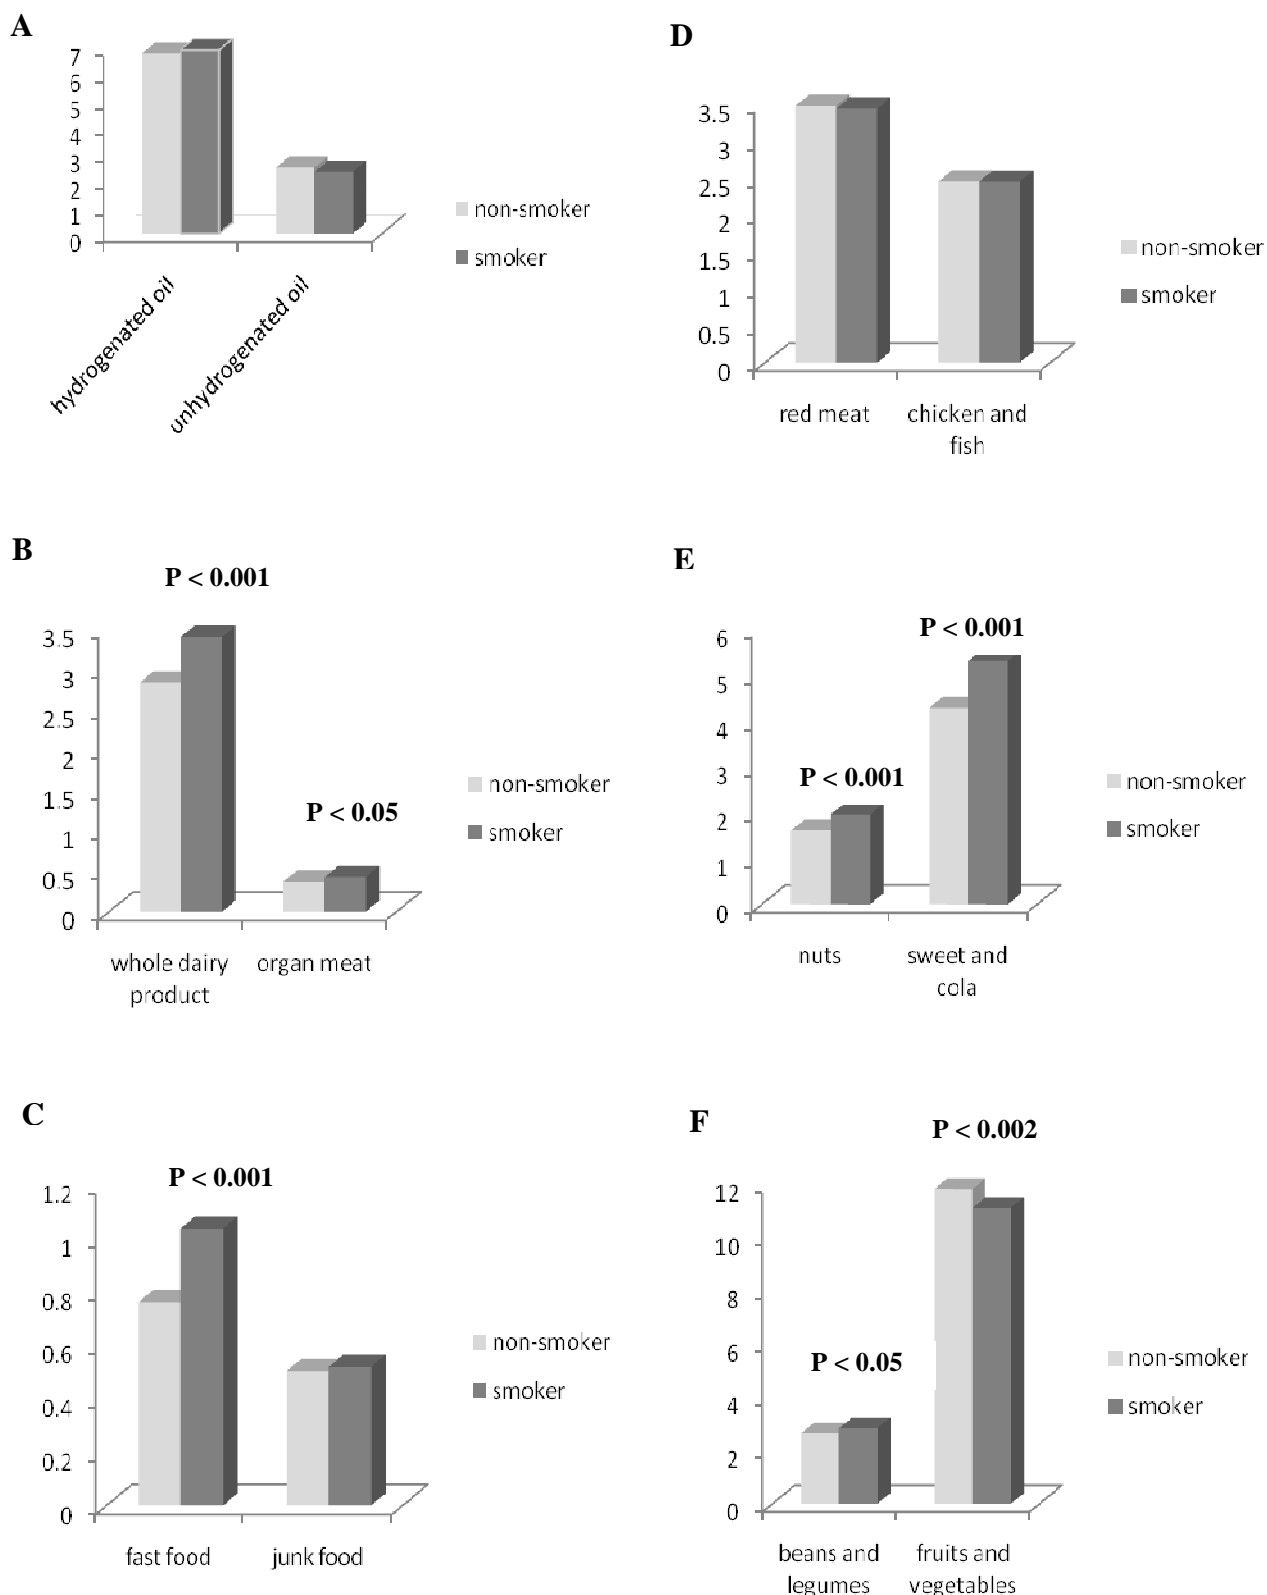 A
7
6
5
4
3
2
1
0
hydrogenated oil
unhydrogenated oil
non-smoker
smoker
D
3.5
3
2.5
2
1.5
1
0.5
0
red meat
chicken and
fish
non-smoker
smoker
B
P < 0.001
P < 0.05
3.5
3
2.5
2
1.5
1
0.5
0
whole dairy
product
organ meat
non-smoker
smoker
E
P < 0.001
P < 0.001
6
5
4
3
2
1
0
nuts
sweet and
cola
non-smoker
smoker
C
P < 0.001
1.2
1
0.8
0.6
0.4
0.2
0
fast food
junk food
non-smoker
smoker
F
P < 0.002
P < 0.05
12
10
8
6
4
2
0
beans and
legumes
fruits and
vegetables
non-smoker
smoker